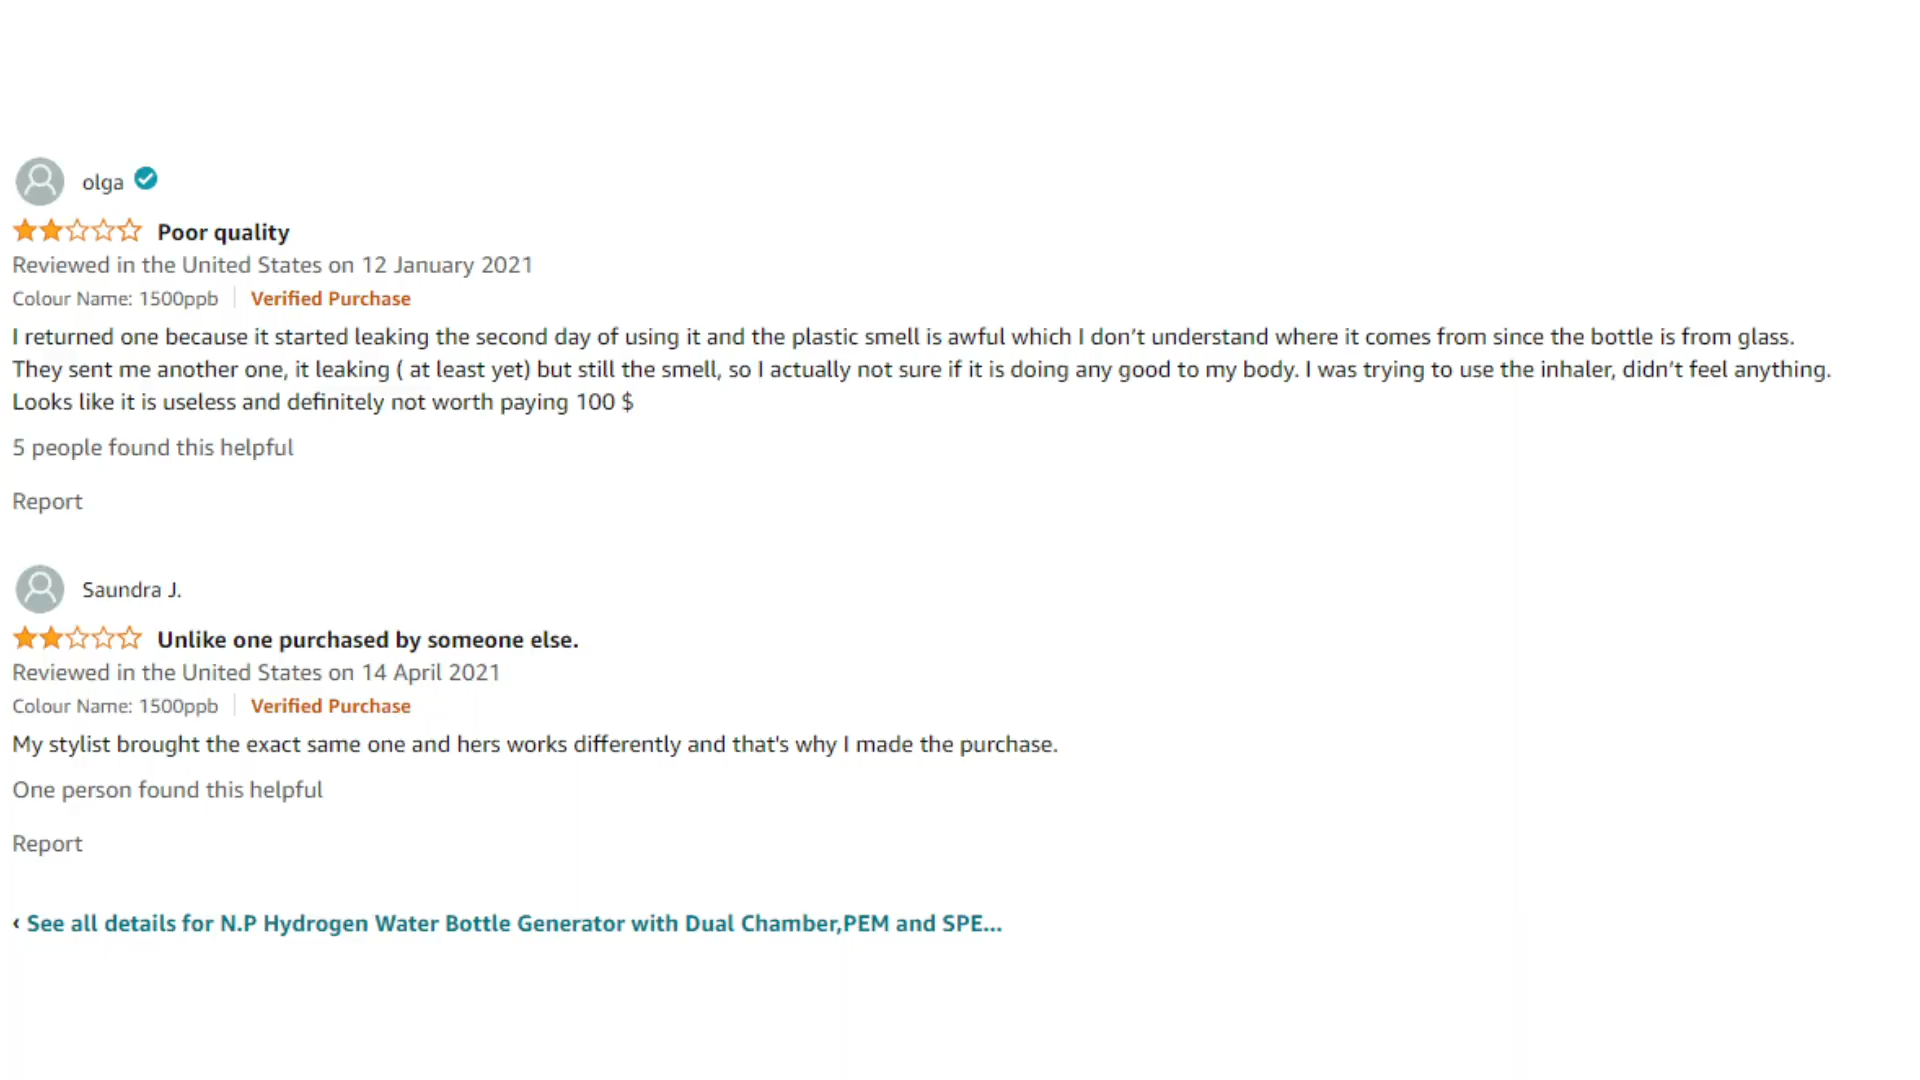 olga
Poor quality
Reviewed in the United States on 12 January 2021
Colour Name: 1500ppb Verified Purchase
I returned one because it started leaking the second day of using it and the plastic smell is awful which I don’t understand where it comes from since the bottle is from glass.
They sent me another one, it leaking ( at least yet) but still the smell, so I actually not sure if it is doing any good to my body. I was trying to use the inhaler, didn’t feel anything.
Looks like it is useless and definitely not worth paying 100 $
5 people found this helpful
Report
Saundra J.
Unlike one purchased by someone else.
Reviewed in the United States on 14 April 2021
Colour Name: 1500ppb Verified Purchase
My stylist brought the exact same one and hers works differently and that's why I made the purchase.
One person found this helpful
Report
‹ See all details for N.P Hydrogen Water Bottle Generator with Dual Chamber,PEM and SPE...